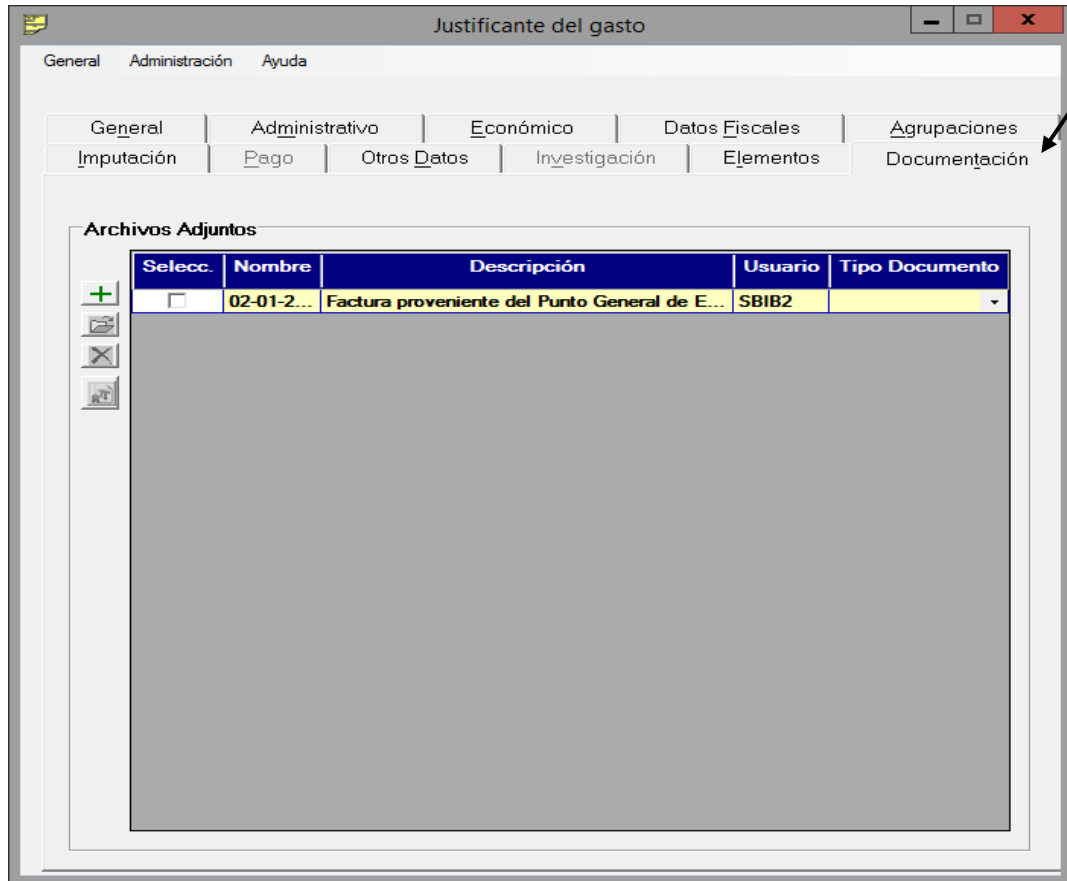 Justificante del gasto
General Administración Ayuda
General Administrativo Económico Datos Fiscales Agrupaciones
Imputación Pago Otros Datos Investigación Elementos Documentación
Archivos Adjuntos
Selecc. Nombre Descripción Usuario Tipo Documento
02-01-2... Factura proveniente del Punto General de E... SBIB2